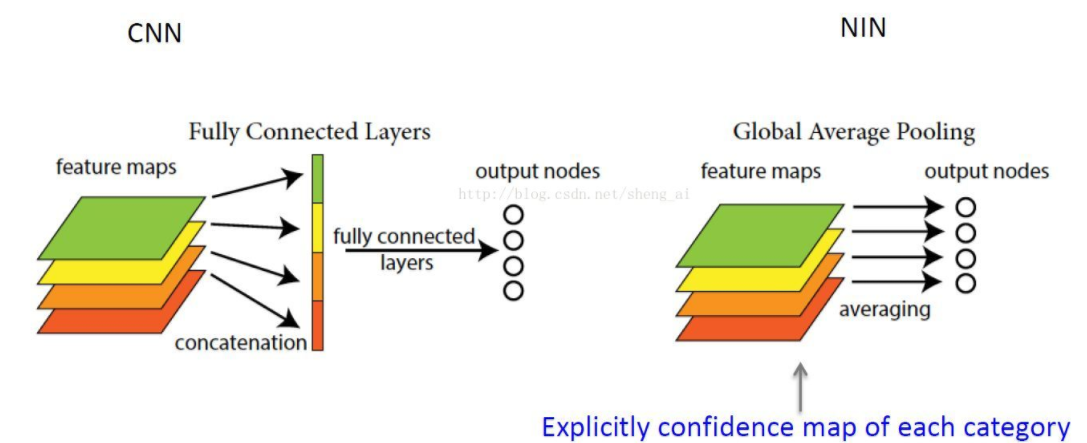 CNN
NIN
Fully Connected Layers
feature maps
output nodes
http://blog.csdn.net/sheng_ai
fully connected
layers
concatenation
Global Average Pooling
feature maps
output nodes
averaging
Explicitly confidence map of each category